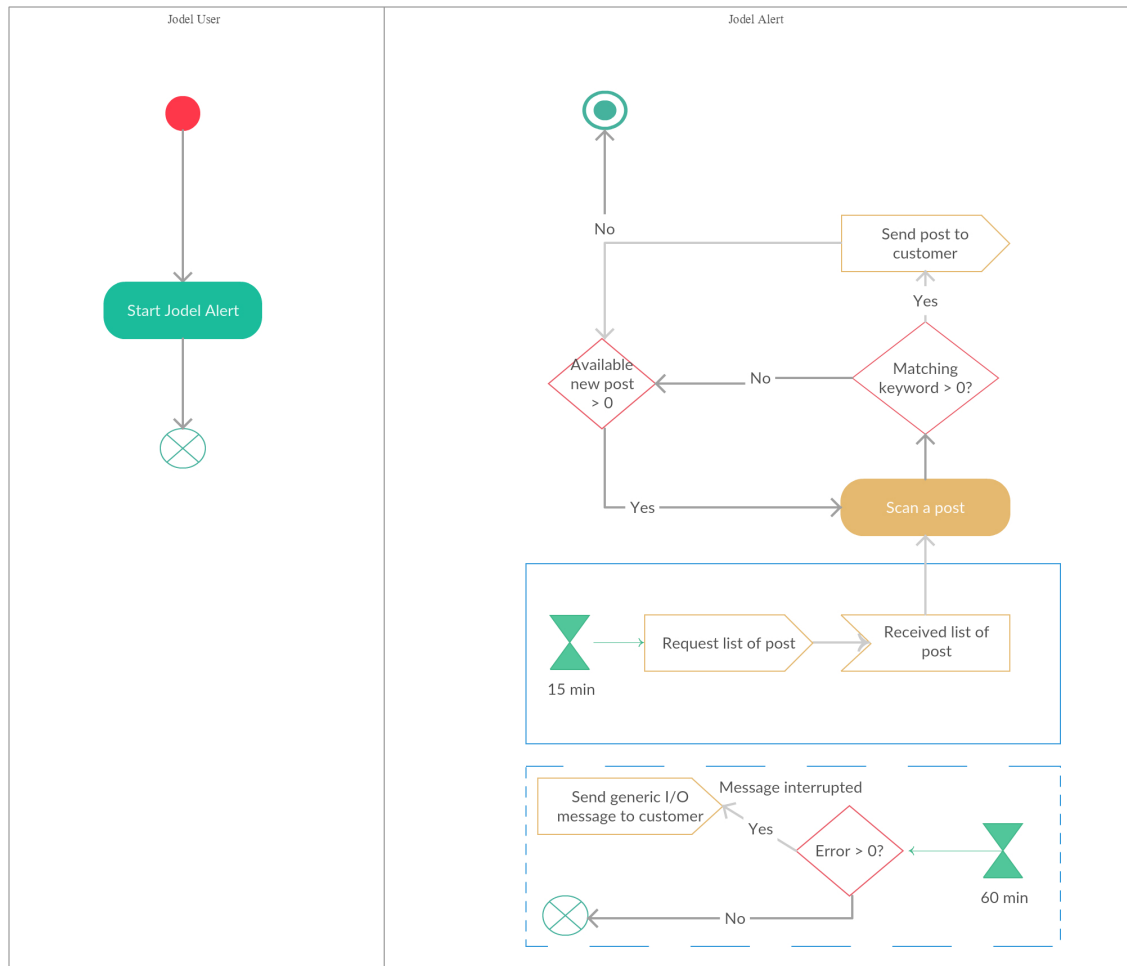 Jodel User
Jodel Alert
No
Send post to
customer
Yes
Start Jodel Alert
Available
new post
> 0
No
Matching
keyword > 0?
Yes
Scan a post
Request list of post
Received list of
post
15 min
Message interrupted
Send generic I/O
message to customer
Yes
Error > 0?
60 min
No